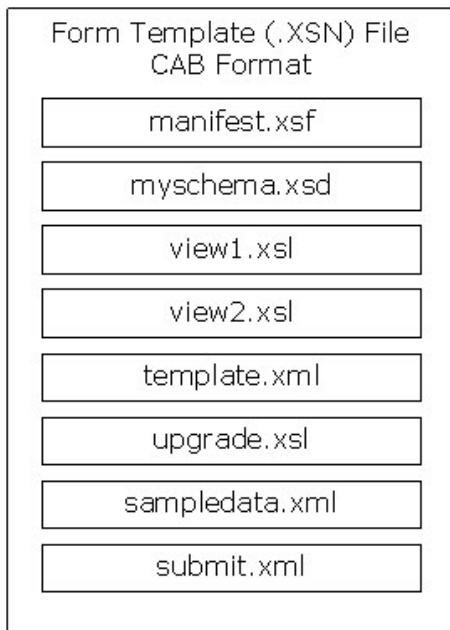 Form Template (.XSN) File
CAB Format
manifest.xsf
myschema.xsd
view1.xsl
view2.xsl
template.xml
upgrade.xsl
sampledata.xml
submit.xml